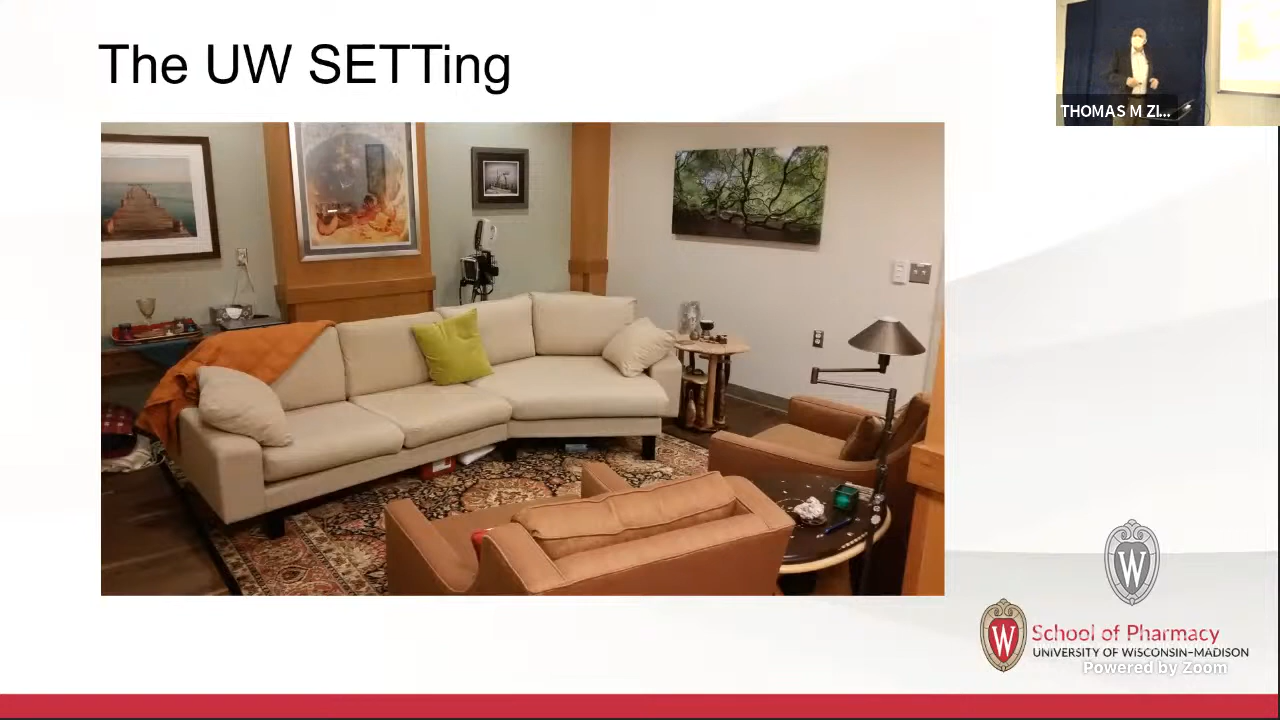 The UW SETTing
THOMAS M ZI...
W
W
School of Pharmacy
UNIVERSITY OF WISCONSIN–MADISON
Powered by Zoom